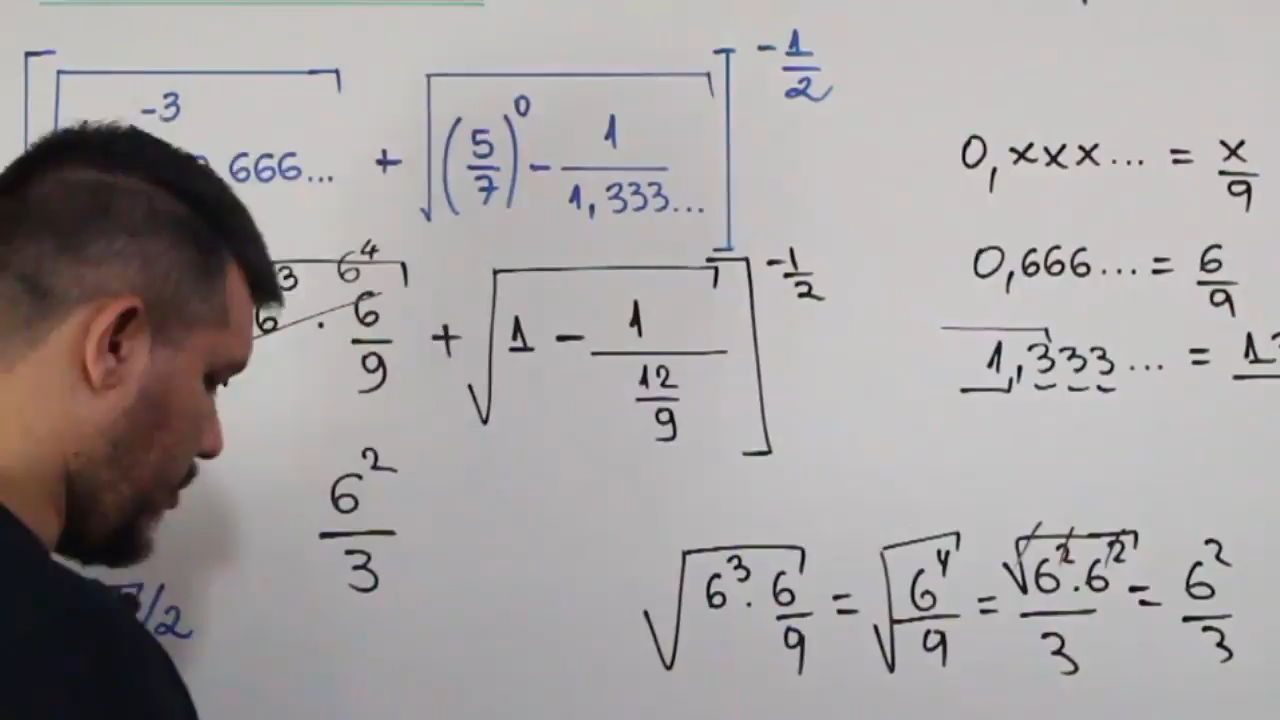 -3 666... + √(5/7)^0 - 1/1,333... ]^-1/2
0,xxx... = x/9
3 6^4 6 · 6/9 + √1 - 1/(12/9) ]^-1/2
0,666... = 6/9
1,333... =
6^2/3
√6^3 · 6/9 = √6^4/9 = √6^2·6^2/3 = 6^2/3
/2